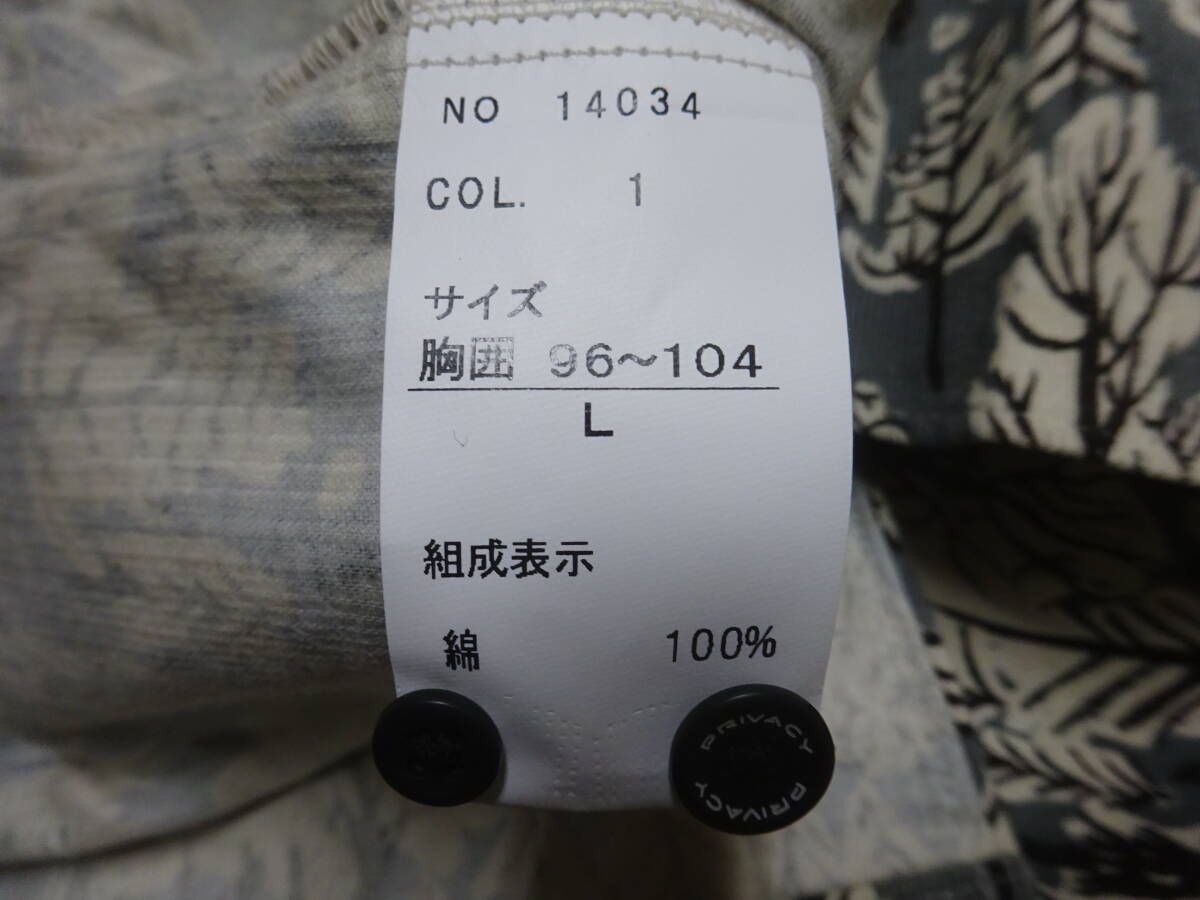 NO 14034
COL. 1
サイズ
胸囲 96～104
L
組成表示
綿 100%
PRIVACY PRIVACY